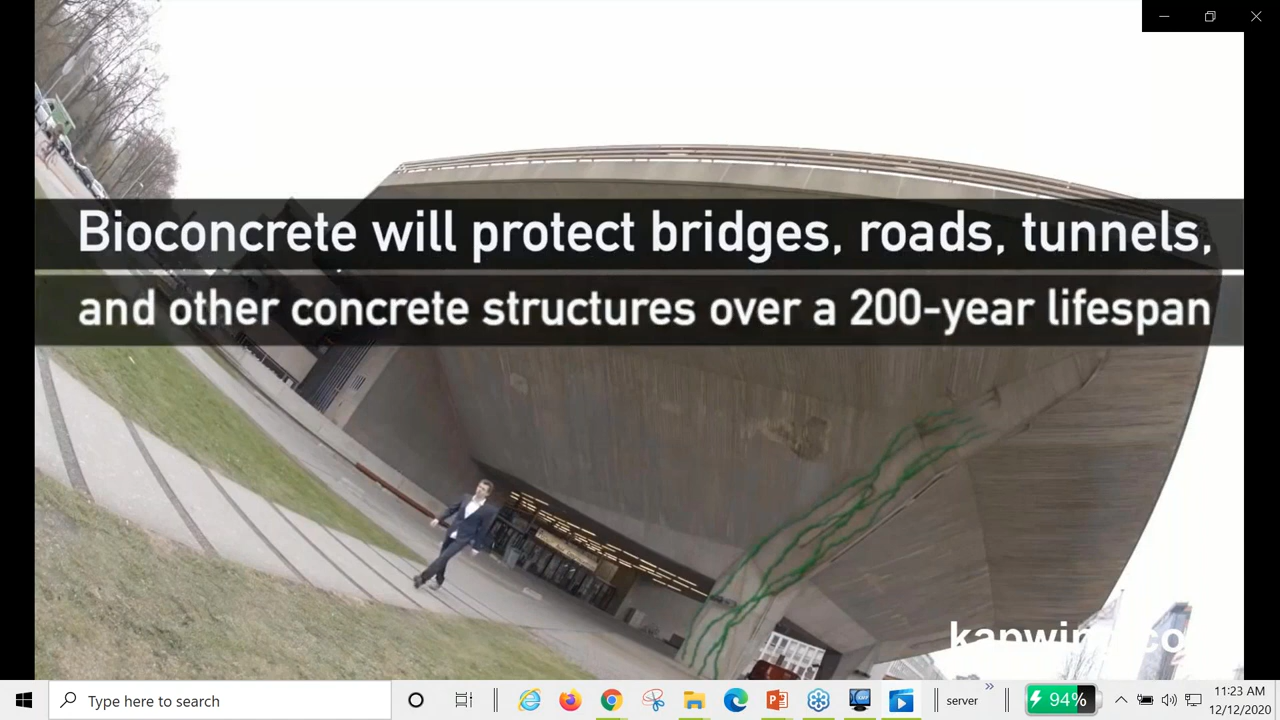 Bioconcrete will protect bridges, roads, tunnels,
and other concrete structures over a 200-year lifespan
Type here to search
server
94%
11:23 AM
12/12/2020